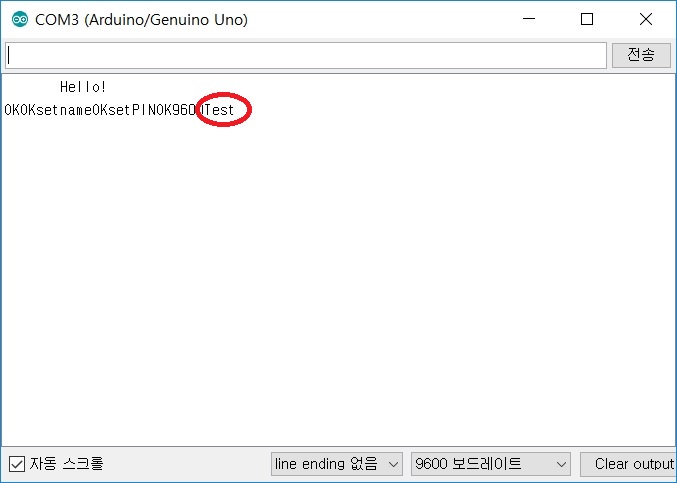 COM3 (Arduino/Genuino Uno)
전송
Hello!
OKOKsetnameOKsetPINOK9600Test
자동 스크롤
line ending 없음
9600 보드레이트
Clear output